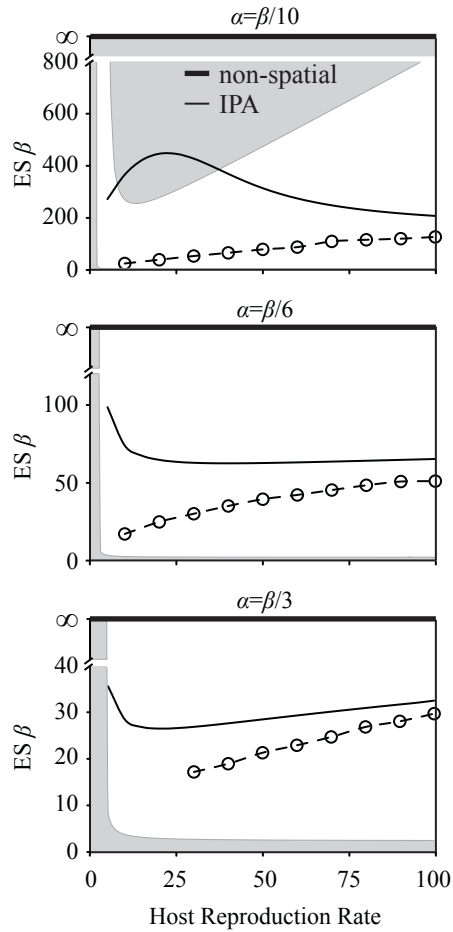 α=β/10
∞
800
600
400
200
0
ES β
non-spatial
IPA
α=β/6
∞
100
50
0
ES β
α=β/3
∞
40
30
20
10
0
ES β
0 25 50 75 100
Host Reproduction Rate